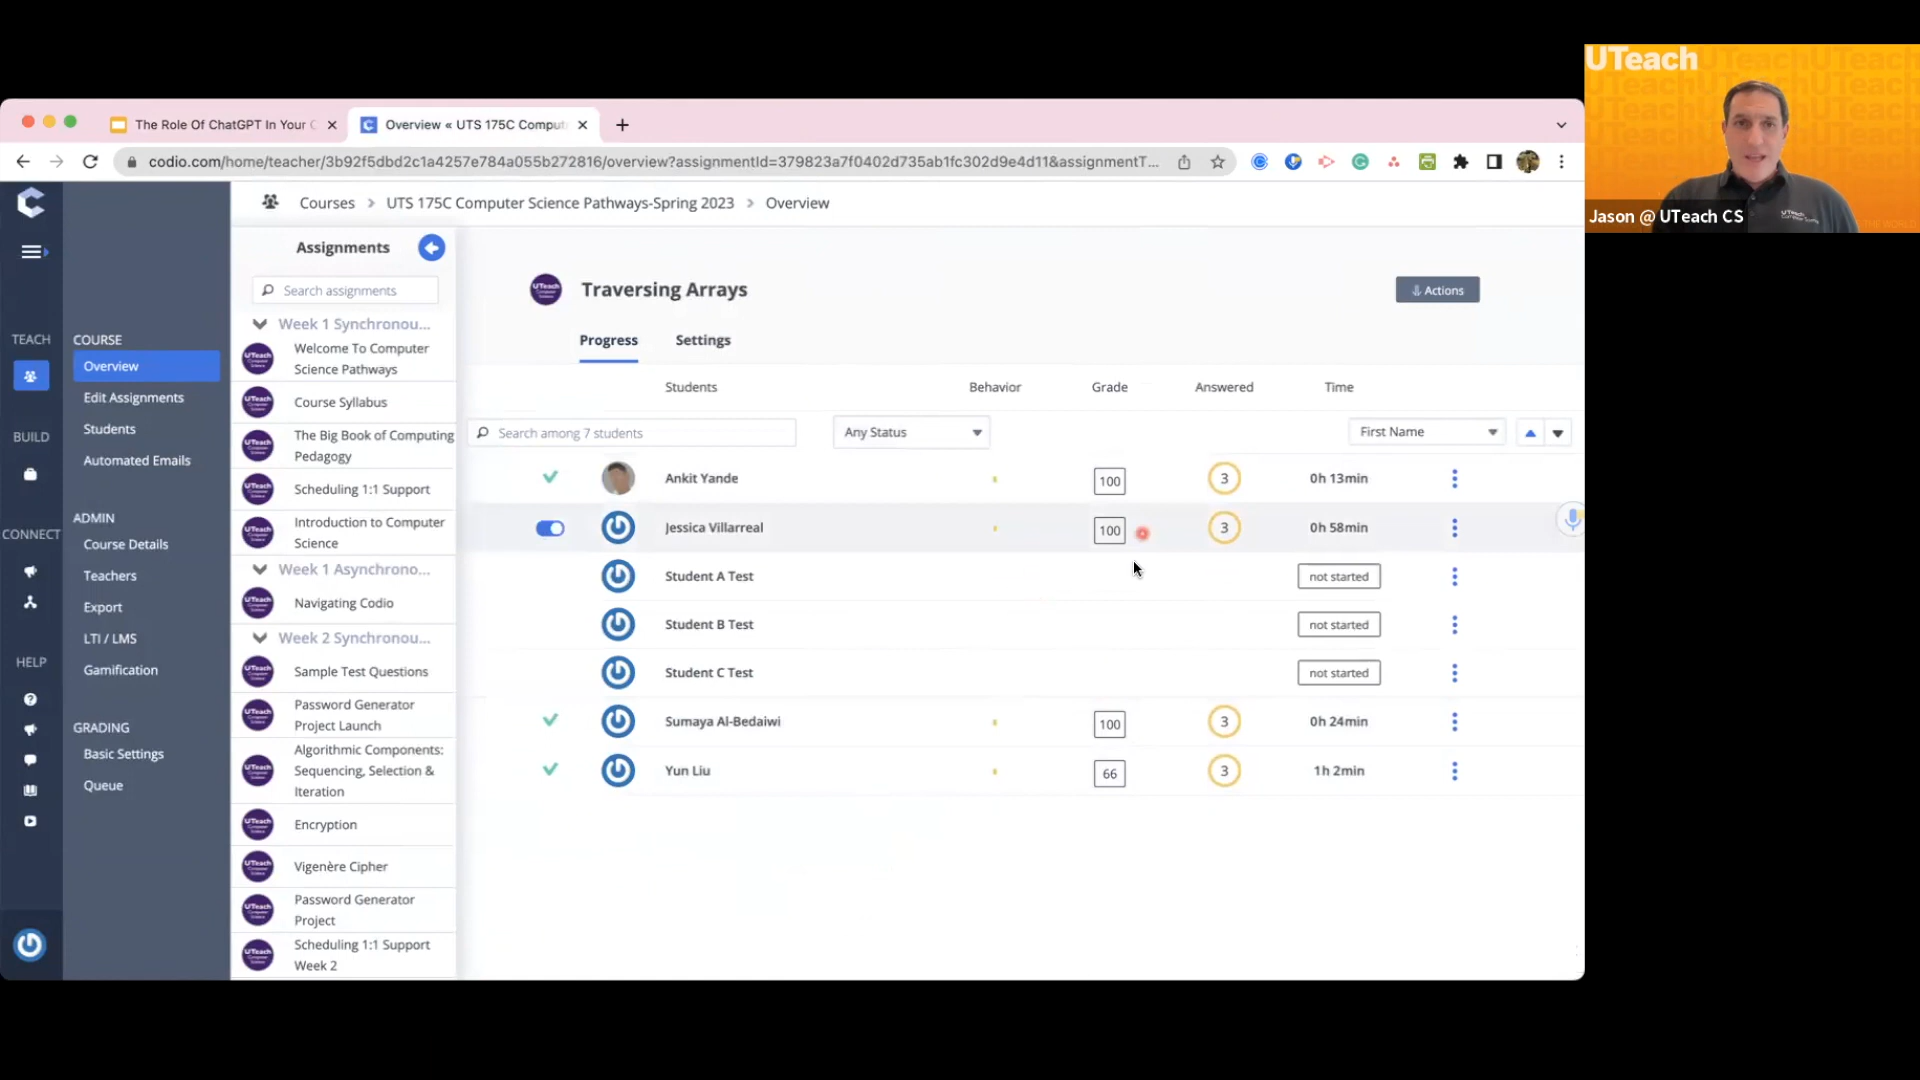 UTeach
Jason @ UTeach CS
The Role Of ChatGPT In Your C
Overview « UTS 175C Comput
codio.com/home/teacher/3b92f5dbd2c1a4257e784a055b272816/overview?assignmentId=379823a7f0402d735ab1fc302d9e4d11&assignmentT...
Courses > UTS 175C Computer Science Pathways-Spring 2023 > Overview
TEACH
BUILD
CONNECT
HELP
COURSE
Overview
Edit Assignments
Students
Automated Emails
ADMIN
Course Details
Teachers
Export
LTI / LMS
Gamification
GRADING
Basic Settings
Queue
Assignments
Search assignments
Week 1 Synchronou...
Welcome To Computer
Science Pathways
Course Syllabus
The Big Book of Computing
Pedagogy
Scheduling 1:1 Support
Introduction to Computer
Science
Week 1 Asynchrono...
Navigating Codio
Week 2 Synchronou...
Sample Test Questions
Password Generator
Project Launch
Algorithmic Components:
Sequencing, Selection &
Iteration
Encryption
Vigenère Cipher
Password Generator
Project
Scheduling 1:1 Support
Week 2
Traversing Arrays
Actions
Progress Settings
Students Behavior Grade Answered Time
Search among 7 students Any Status First Name
Ankit Yande 100 3 0h 13min
Jessica Villarreal 100 3 0h 58min
Student A Test not started
Student B Test not started
Student C Test not started
Sumaya Al-Bedaiwi 100 3 0h 24min
Yun Liu 66 3 1h 2min